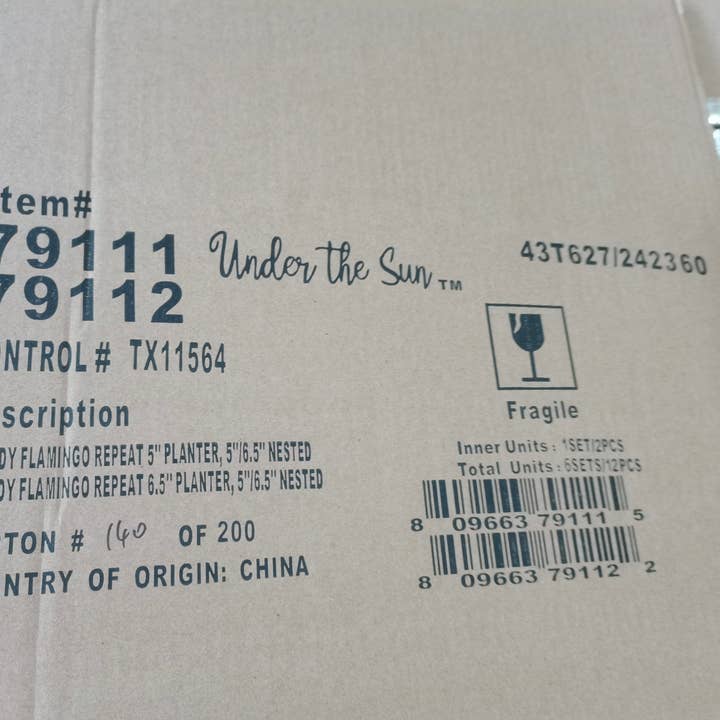 tem#
79111
79112
Under the Sun™
43T627/242360
NTROL # TX11564
scription
DY FLAMINGO REPEAT 5" PLANTER, 5"/6.5" NESTED
DY FLAMINGO REPEAT 6.5" PLANTER, 5"/6.5" NESTED
TON # 140 OF 200
NTRY OF ORIGIN: CHINA
Fragile
Inner Units : 1SET/2PCS
Total Units : 6SETS/12PCS
8 09663 79111 5
8 09663 79112 2